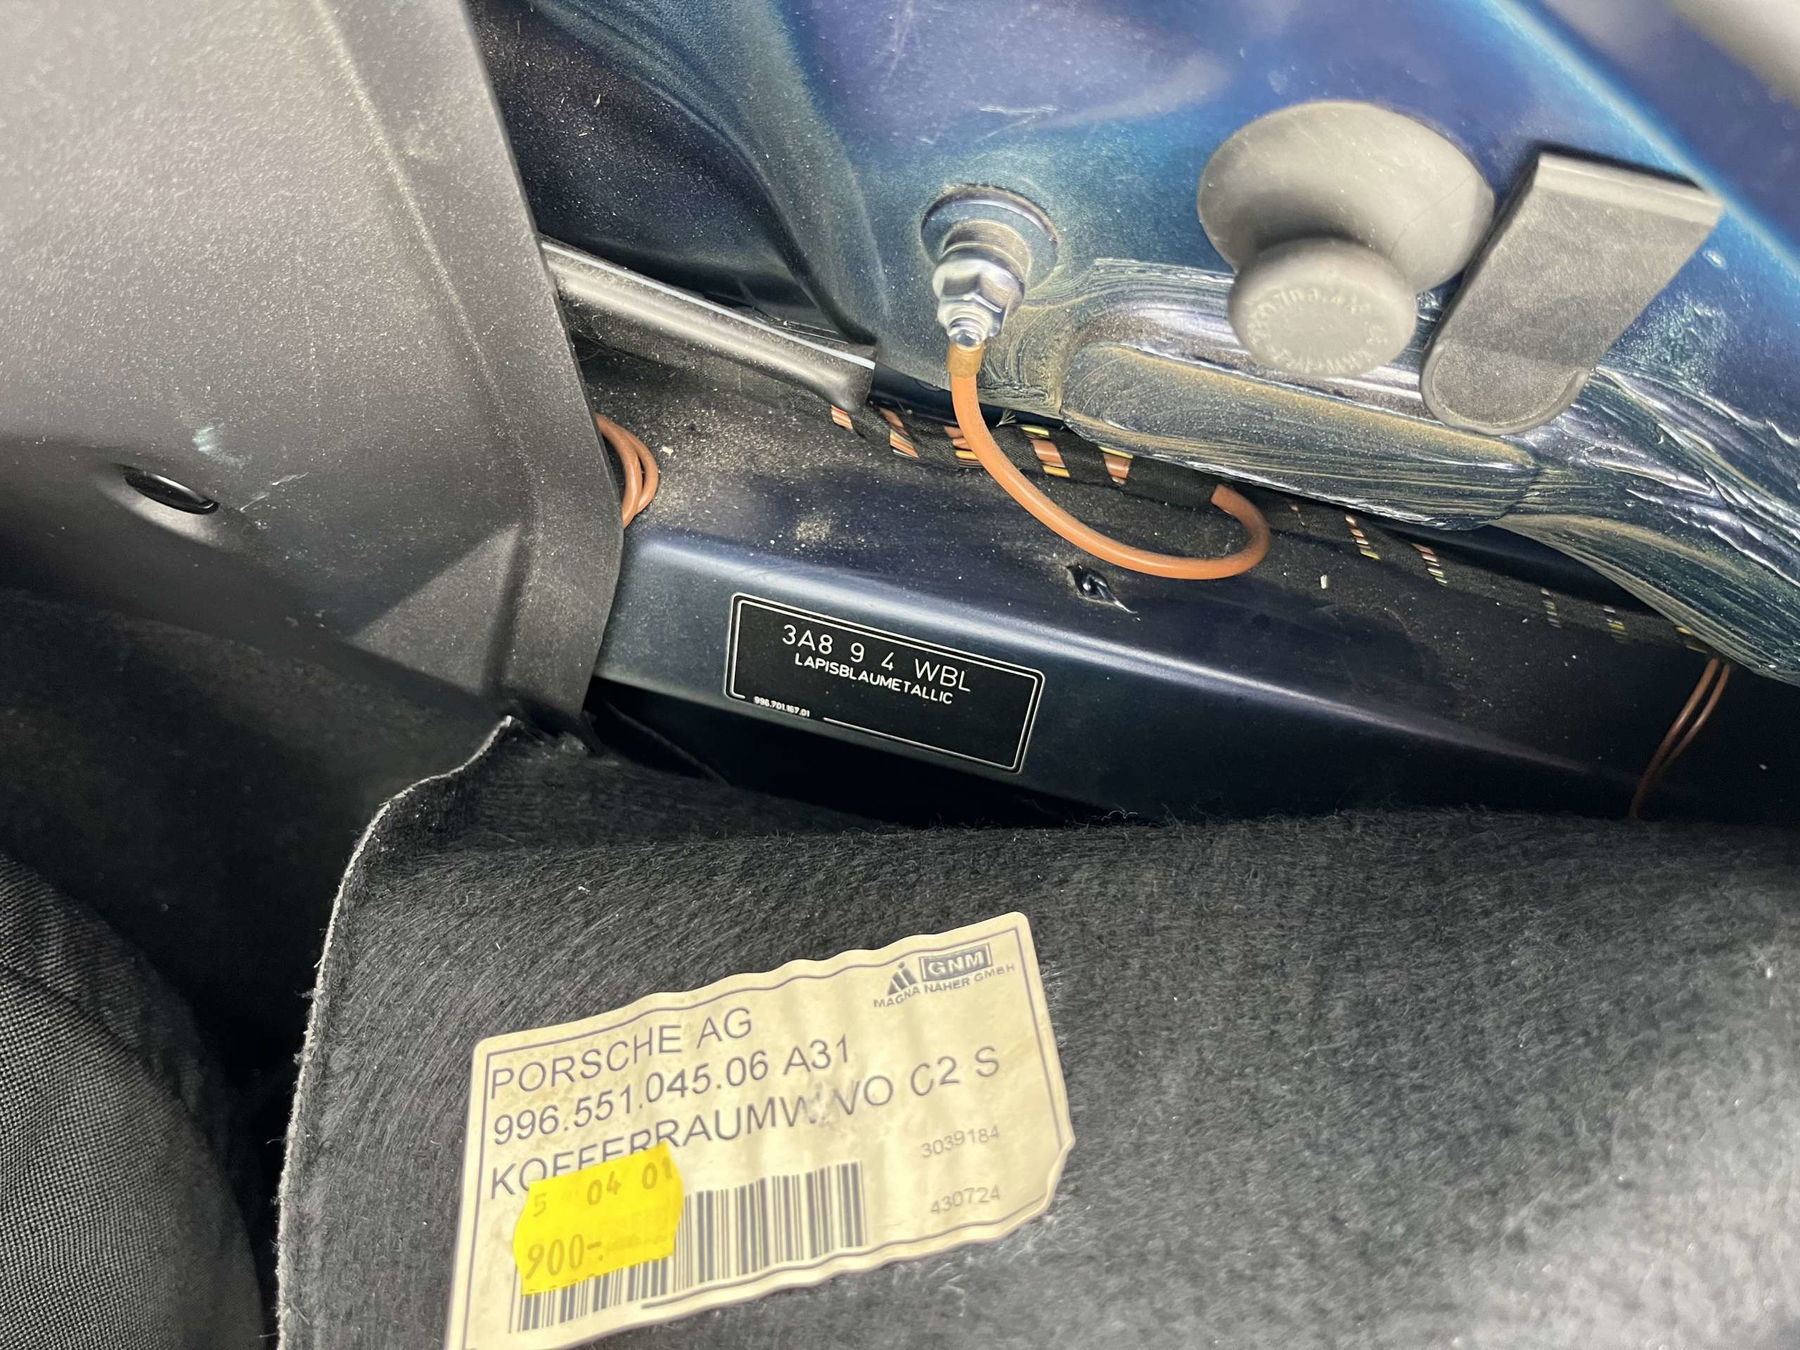 3A8 9 4 WBL
LAPISBLAUMETALLIC
996.701.167.01
GNM
MAGNA NÄHER GMBH
PORSCHE AG
996.551.045.06 A31
KOFFERRAUMW. VO C2 S
3039184
5 04 01
900-
430724